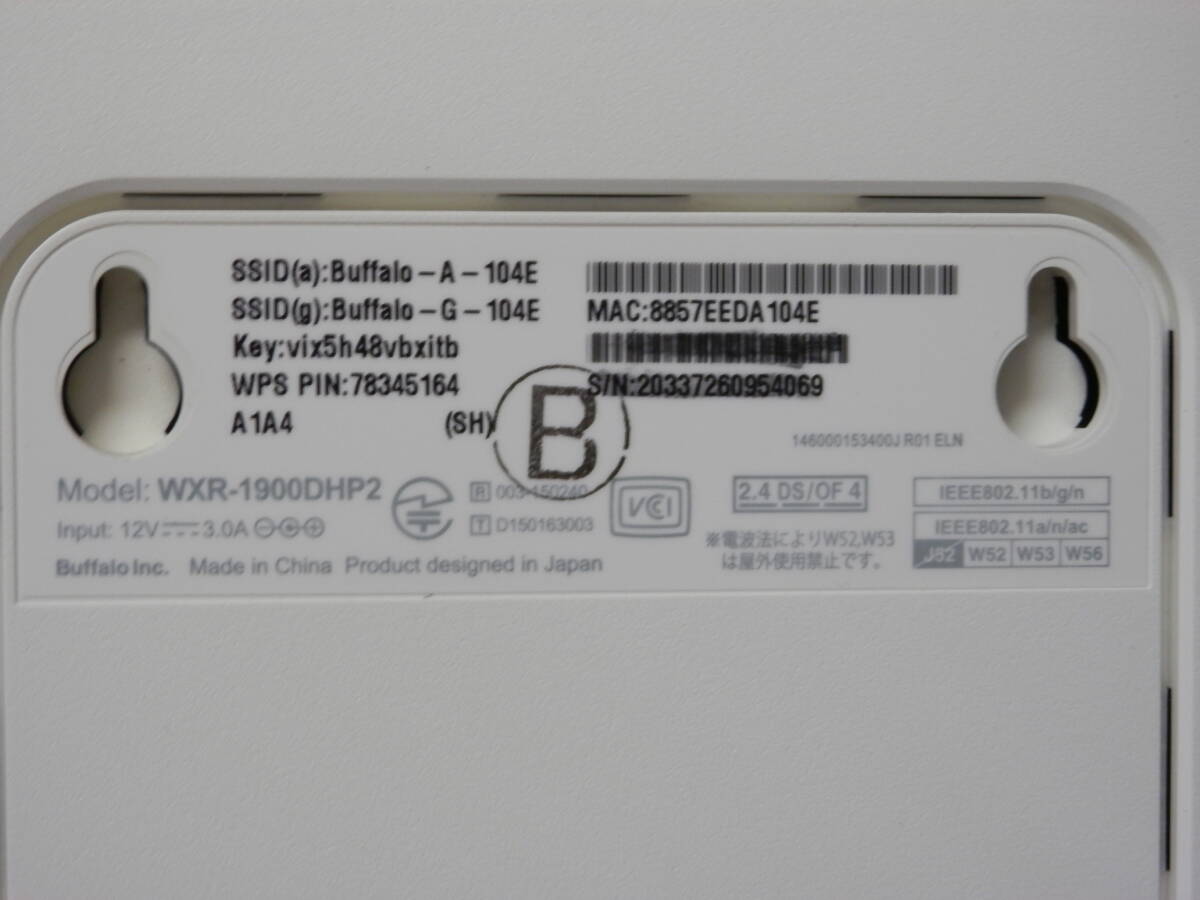 SSID(a):Buffalo-A-104E
SSID(g):Buffalo-G-104E
MAC:8857EEDA104E
Key:vix5h48vbxitb
WPS PIN:78345164
S/N:20337260954069
A1A4 (SH)
B
146000153400J R01 ELN
Model: WXR-1900DHP2
R 003-150240
T D150163003
VCI
2.4 DS/OF 4
IEEE802.11b/g/n
IEEE802.11a/n/ac
J52 W52 W53 W56
Input: 12V 3.0A
※電波法によりW52,W53
は屋外使用禁止です。
Buffalo Inc. Made in China Product designed in Japan